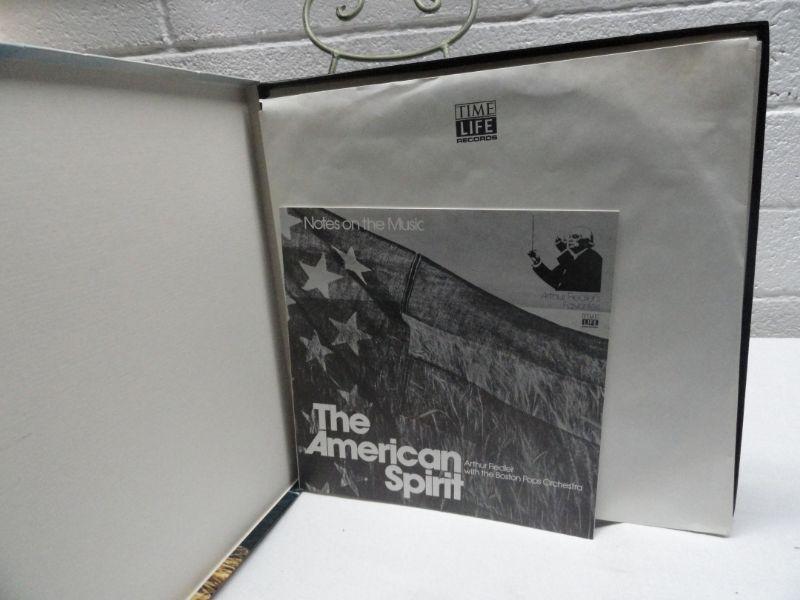 TIME
LIFE
RECORDS
Notes on the Music
Arthur Fiedler's
Favorites
TIME
LIFE
The
American
Spirit
Arthur Fiedler
with the Boston Pops Orchestra